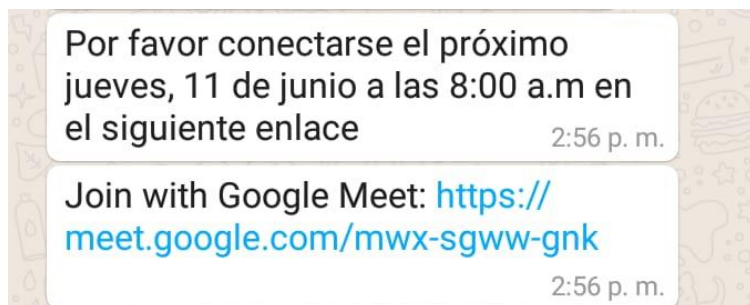 Por favor conectarse el próximo
jueves, 11 de junio a las 8:00 a.m en
el siguiente enlace
2:56 p. m.
Join with Google Meet: https://
meet.google.com/mwx-sgww-gnk
2:56 p. m.